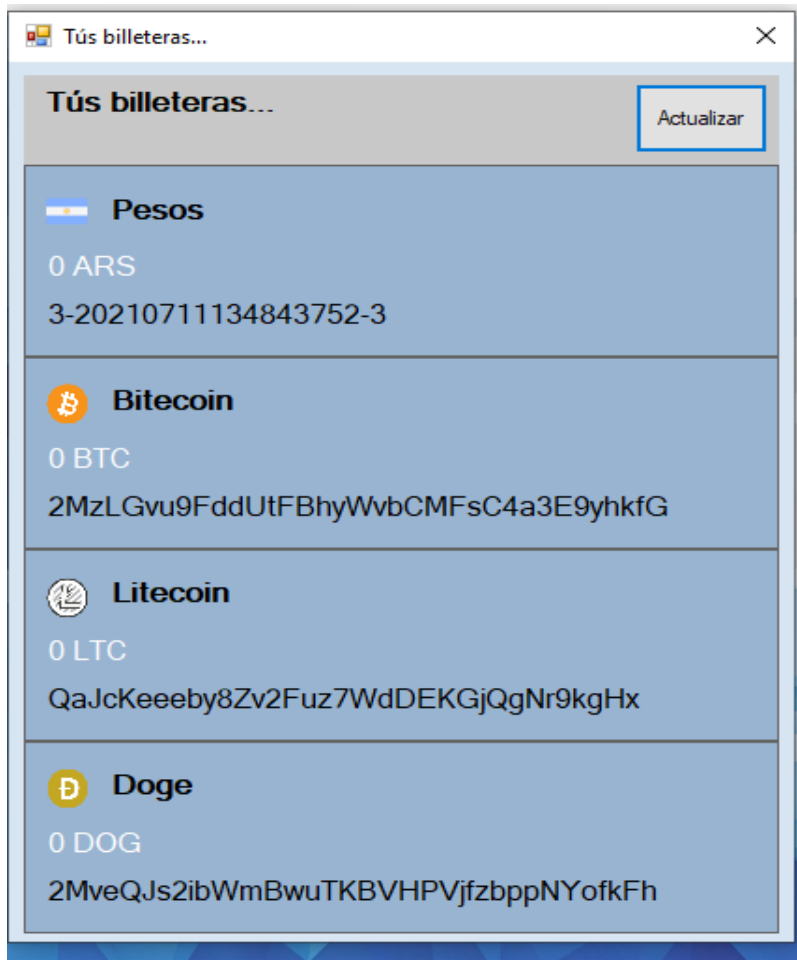 Tús billeteras...
Tús billeteras...
Actualizar
Pesos
0 ARS
3-20210711134843752-3
Bitecoin
0 BTC
2MzLGvu9FddUtFBhyWvbCMFsC4a3E9yhkfG
Litecoin
0 LTC
QaJcKeeeby8Zv2Fuz7WdDEKGjQgNr9kgHx
Doge
0 DOG
2MveQJs2ibWmBwuTKBVHPVjfzbppNYofkFh